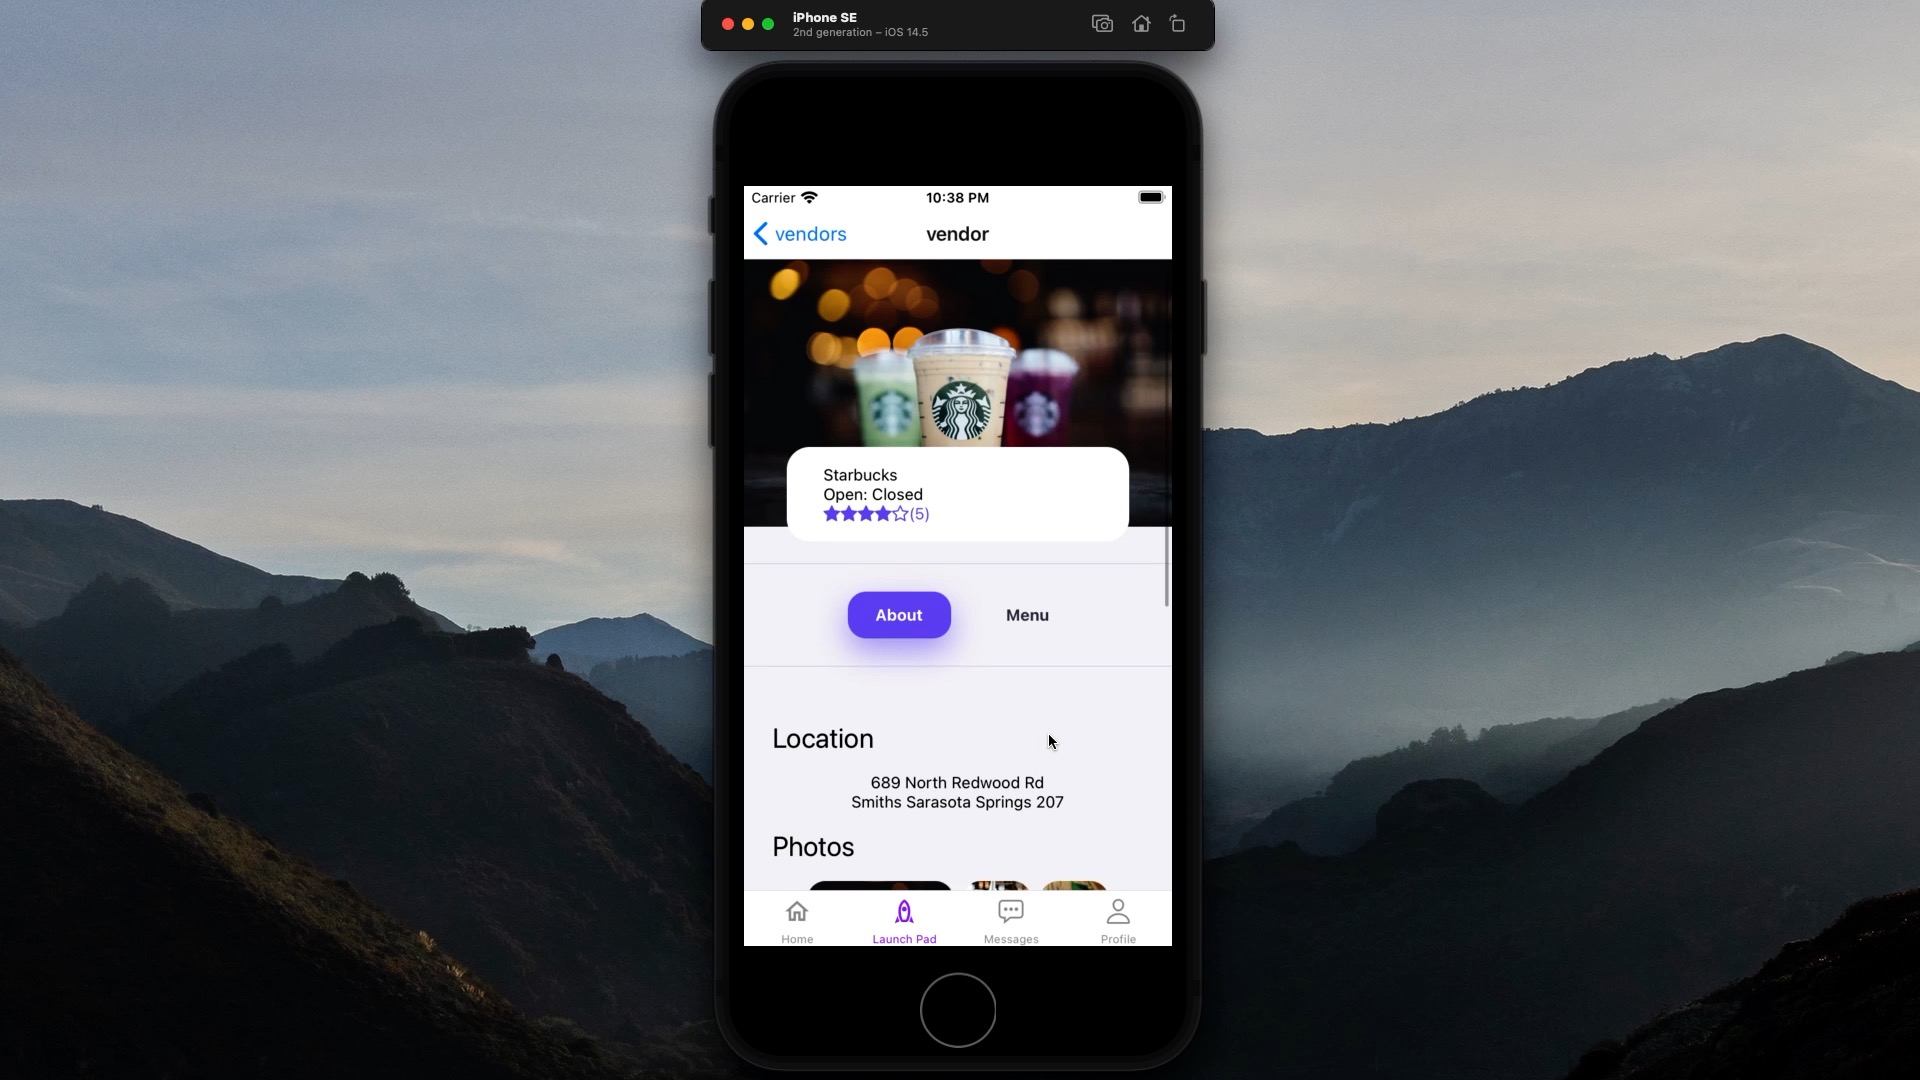 iPhone SE
2nd generation – iOS 14.5
Carrier
10:38 PM
vendors
vendor
Starbucks
Open: Closed
(5)
About
Menu
Location
689 North Redwood Rd
Smiths Sarasota Springs 207
Photos
Home
Launch Pad
Messages
Profile